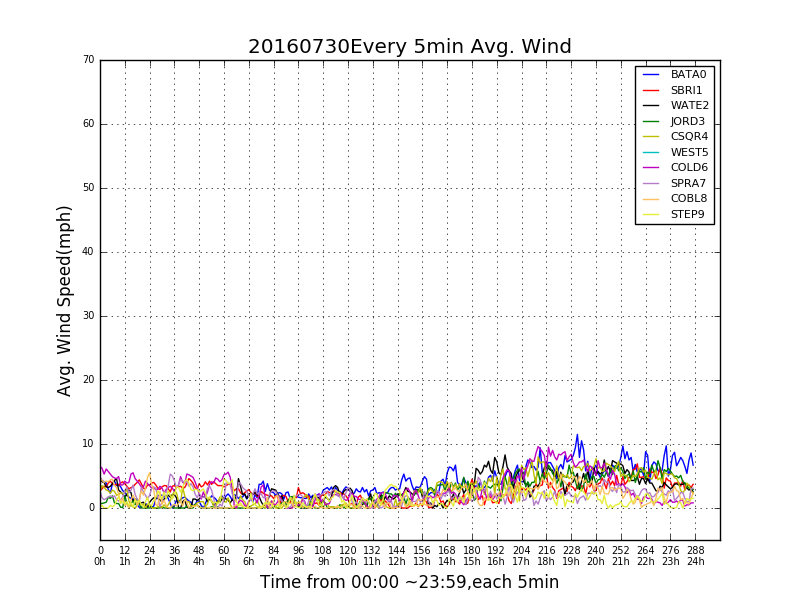 20160730Every 5min Avg. Wind
70
60
50
40
30
20
10
0
Avg. Wind Speed(mph)
BATA0
SBRI1
WATE2
JORD3
CSQR4
WEST5
COLD6
SPRA7
COBL8
STEP9
0 12 24 36 48 60 72 84 96 108 120 132 144 156 168 180 192 204 216 228 240 252 264 276 288
0h 1h 2h 3h 4h 5h 6h 7h 8h 9h 10h 11h 12h 13h 14h 15h 16h 17h 18h 19h 20h 21h 22h 23h 24h
Time from 00:00 ~23:59,each 5min